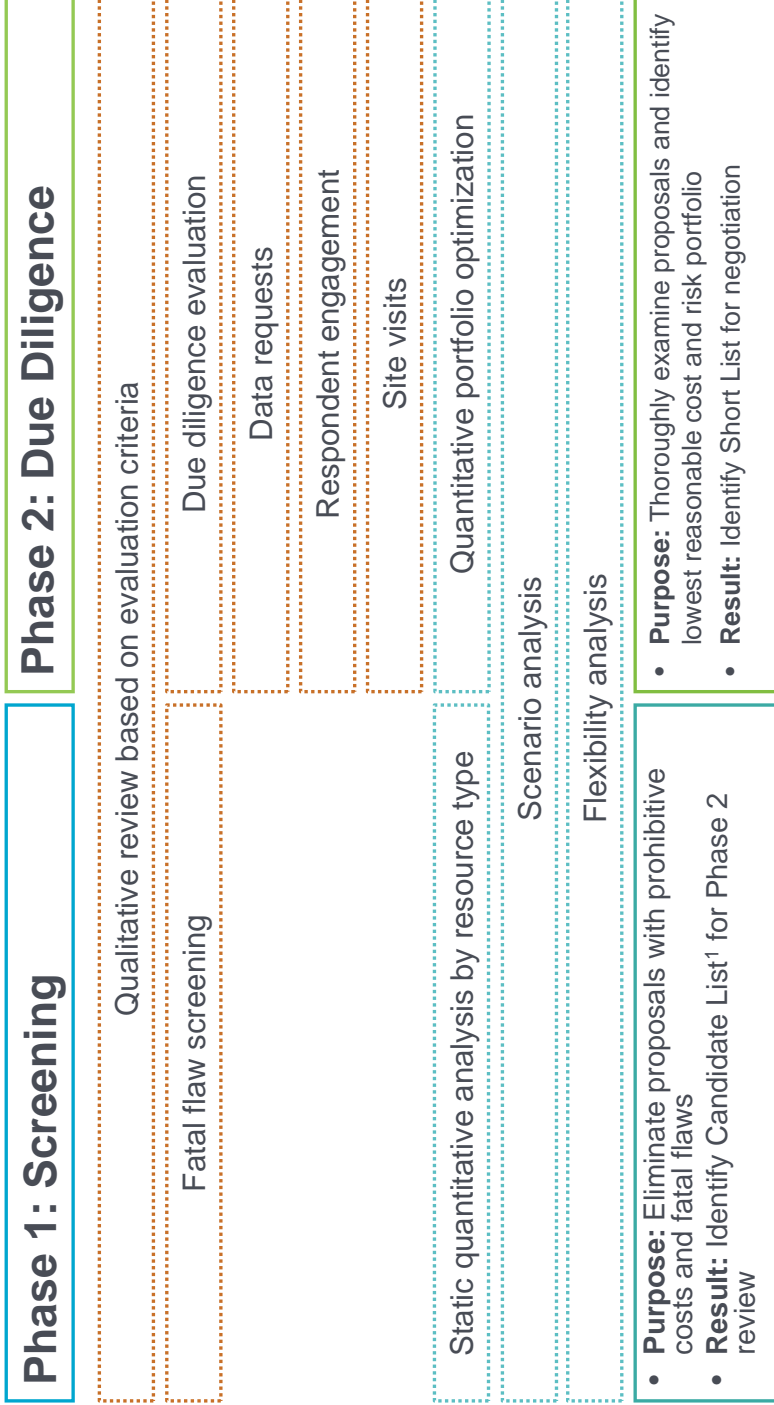 Phase 1: Screening
Phase 2: Due Diligence
Qualitative review based on evaluation criteria
Fatal flaw screening
Due diligence evaluation
Data requests
Respondent engagement
Site visits
Static quantitative analysis by resource type
Quantitative portfolio optimization
Scenario analysis
Flexibility analysis
• Purpose: Eliminate proposals with prohibitive
costs and fatal flaws
• Result: Identify Candidate List¹ for Phase 2
review
• Purpose: Thoroughly examine proposals and identify
lowest reasonable cost and risk portfolio
• Result: Identify Short List for negotiation